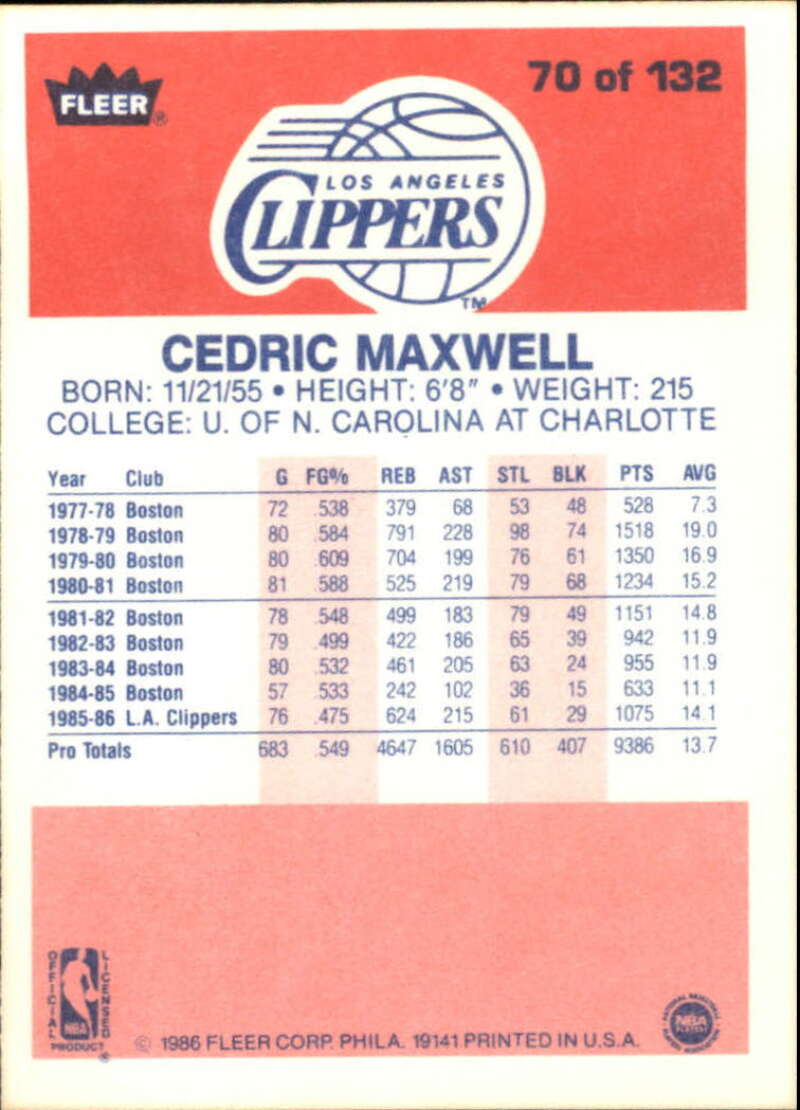 70 of 132
FLEER®
LOS ANGELES
CLIPPERS
TM
CEDRIC MAXWELL
BORN: 11/21/55 • HEIGHT: 6'8" • WEIGHT: 215
COLLEGE: U. OF N. CAROLINA AT CHARLOTTE
Year Club G FG% REB AST STL BLK PTS AVG
1977-78 Boston 72 .538 379 68 53 48 528 7.3
1978-79 Boston 80 .584 791 228 98 74 1518 19.0
1979-80 Boston 80 .609 704 199 76 61 1350 16.9
1980-81 Boston 81 .588 525 219 79 68 1234 15.2
1981-82 Boston 78 .548 499 183 79 49 1151 14.8
1982-83 Boston 79 .499 422 186 65 39 942 11.9
1983-84 Boston 80 .532 461 205 63 24 955 11.9
1984-85 Boston 57 .533 242 102 36 15 633 11.1
1985-86 L.A. Clippers 76 .475 624 215 61 29 1075 14.1
Pro Totals 683 .549 4647 1605 610 407 9386 13.7
OFFICIAL
LICENSED
NBA
PRODUCT
®
© 1986 FLEER CORP. PHILA. 19141 PRINTED IN U.S.A.
NATIONAL BASKETBALL
NBA
PLAYERS
PLAYERS ASSOCIATION